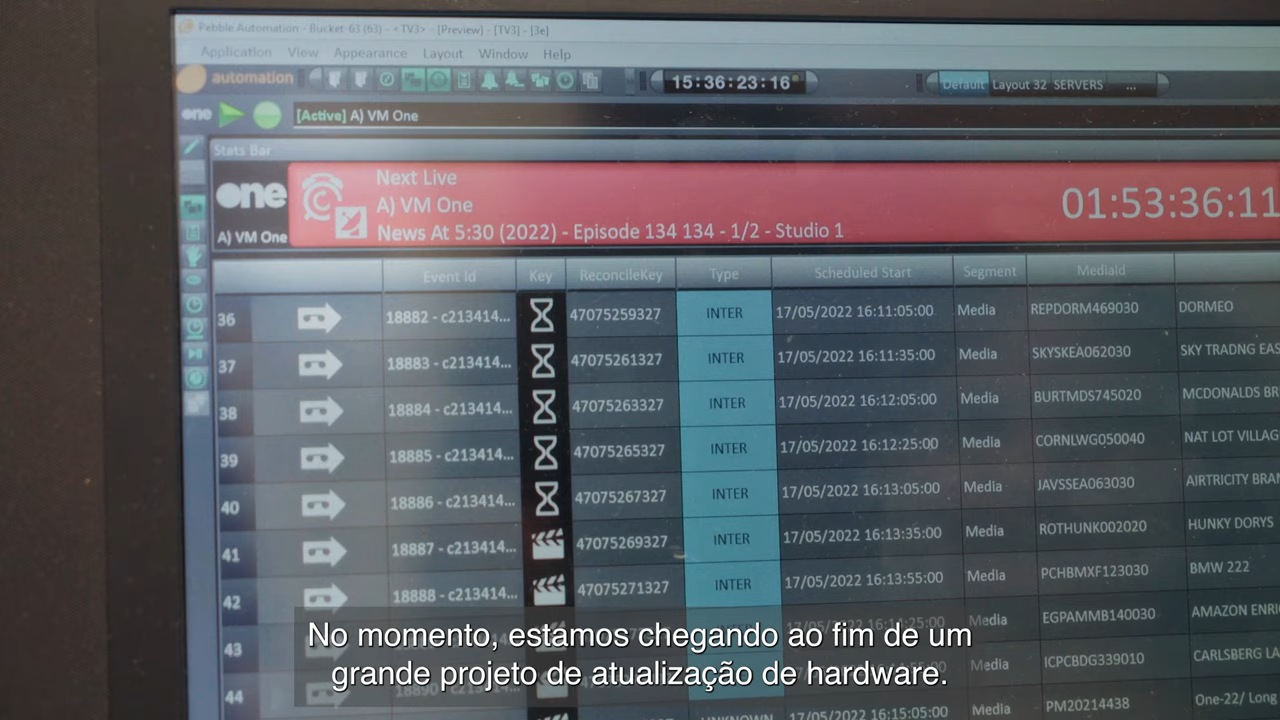 Pebble Automation - Bucket 63 (63) - <TV3> - [Preview] - [TV3] - [3e]
Application View Appearance Layout Window Help
automation 15:36:23:16 Default Layout 32 SERVERS ...
one [Active] A) VM One
Stats Bar
one
A) VM One
Next Live
A) VM One
News At 5:30 (2022) - Episode 134 134 - 1/2 - Studio 1
01:53:36:11
Event Id Key ReconcileKey Type Scheduled Start Segment MediaId
36 18882 - c213414... 47075259327 INTER 17/05/2022 16:11:05:00 Media REPDORM469030 DORMEO
37 18883 - c213414... 47075261327 INTER 17/05/2022 16:11:35:00 Media SKYSKEA062030 SKY TRADNG EAS
38 18884 - c213414... 47075263327 INTER 17/05/2022 16:12:05:00 Media BURTMDS745020 MCDONALDS BR
39 18885 - c213414... 47075265327 INTER 17/05/2022 16:12:25:00 Media CORNLWG050040 NAT LOT VILLAG
40 18886 - c213414... 47075267327 INTER 17/05/2022 16:13:05:00 Media JAVSSEA063030 AIRTRICITY BRAN
41 18887 - c213414... 47075269327 INTER 17/05/2022 16:13:35:00 Media ROTHUNK002020 HUNKY DORYS
42 18888 - c213414... 47075271327 INTER 17/05/2022 16:13:55:00 Media PCHBMXF123030 BMW 222
43 Media EGPAMMB140030 AMAZON ENRI
44 Media ICPCBDG339010 CARLSBERG LA
UNKNOWN 17/05/2022 16:15:05:00 Media PM20214438 One-22/ Long
No momento, estamos chegando ao fim de um
grande projeto de atualização de hardware.